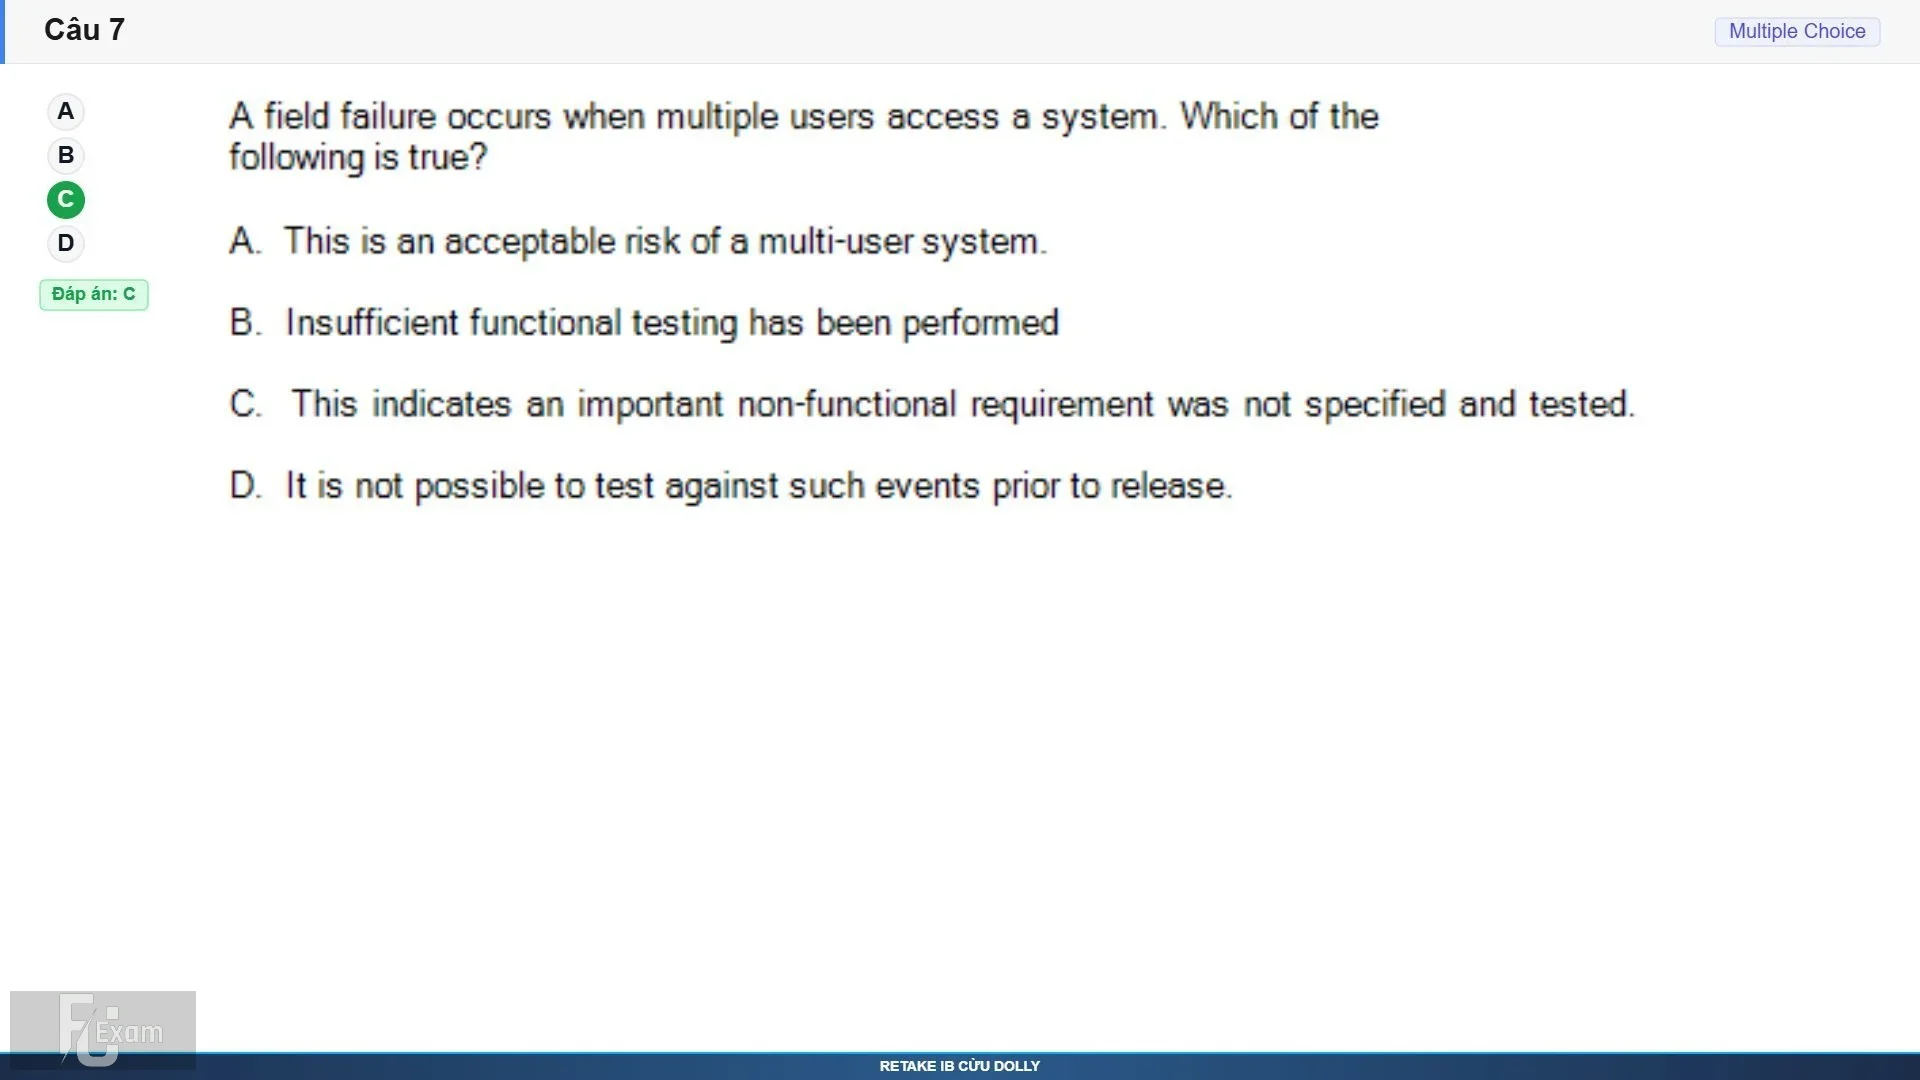 Câu 7
Multiple Choice
A
B
C
D
Đáp án: C
A field failure occurs when multiple users access a system. Which of the
following is true?
A. This is an acceptable risk of a multi-user system.
B. Insufficient functional testing has been performed
C. This indicates an important non-functional requirement was not specified and tested.
D. It is not possible to test against such events prior to release.
Exam
RETAKE IB CỪU DOLLY